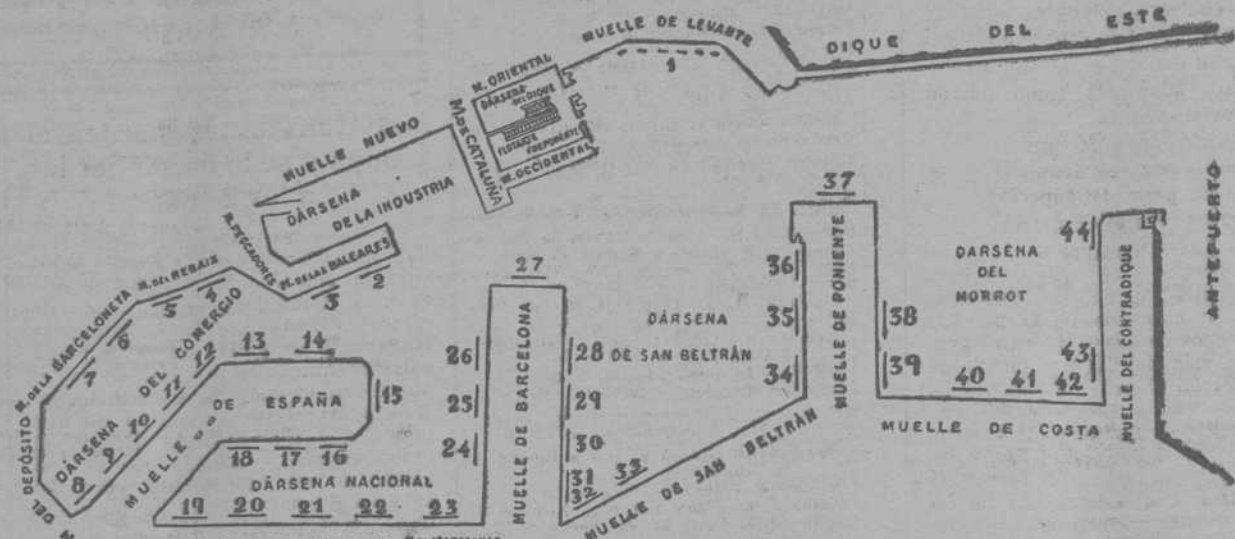 MUELLE DE LEVANTE
1
DIQUE DEL ESTE
M. ORIENTAL
DÁRSENA
DEL DIQUE
FLOTANTE
Y DEPONENTE
M. OCCIDENTAL
M. DE CATALUÑA
MUELLE NUEVO
DÁRSENA
DE LA INDUSTRIA
M. PESCADORES
M. DE LAS BALEARES
2
3
M. DEL REBAIX
4
5
M. DE LA BARCELONETA
6
7
M. DEL DEPÓSITO
DÁRSENA DEL COMERCIO
8
9
10
11
12
13
14
15
MUELLE DE ESPAÑA
16
17
18
DÁRSENA NACIONAL
19
20
21
22
23
24
25
26
27
MUELLE DE BARCELONA
28
29
30
31
32
33
DÁRSENA
DE SAN BELTRÁN
MUELLE DE SAN BELTRÁN
34
35
36
37
MUELLE DE PONIENTE
38
39
DARSENA
DEL
MORROT
40
41
42
43
44
MUELLE DE COSTA
MUELLE DEL CONTRADIQUE
ANTEPUERTO